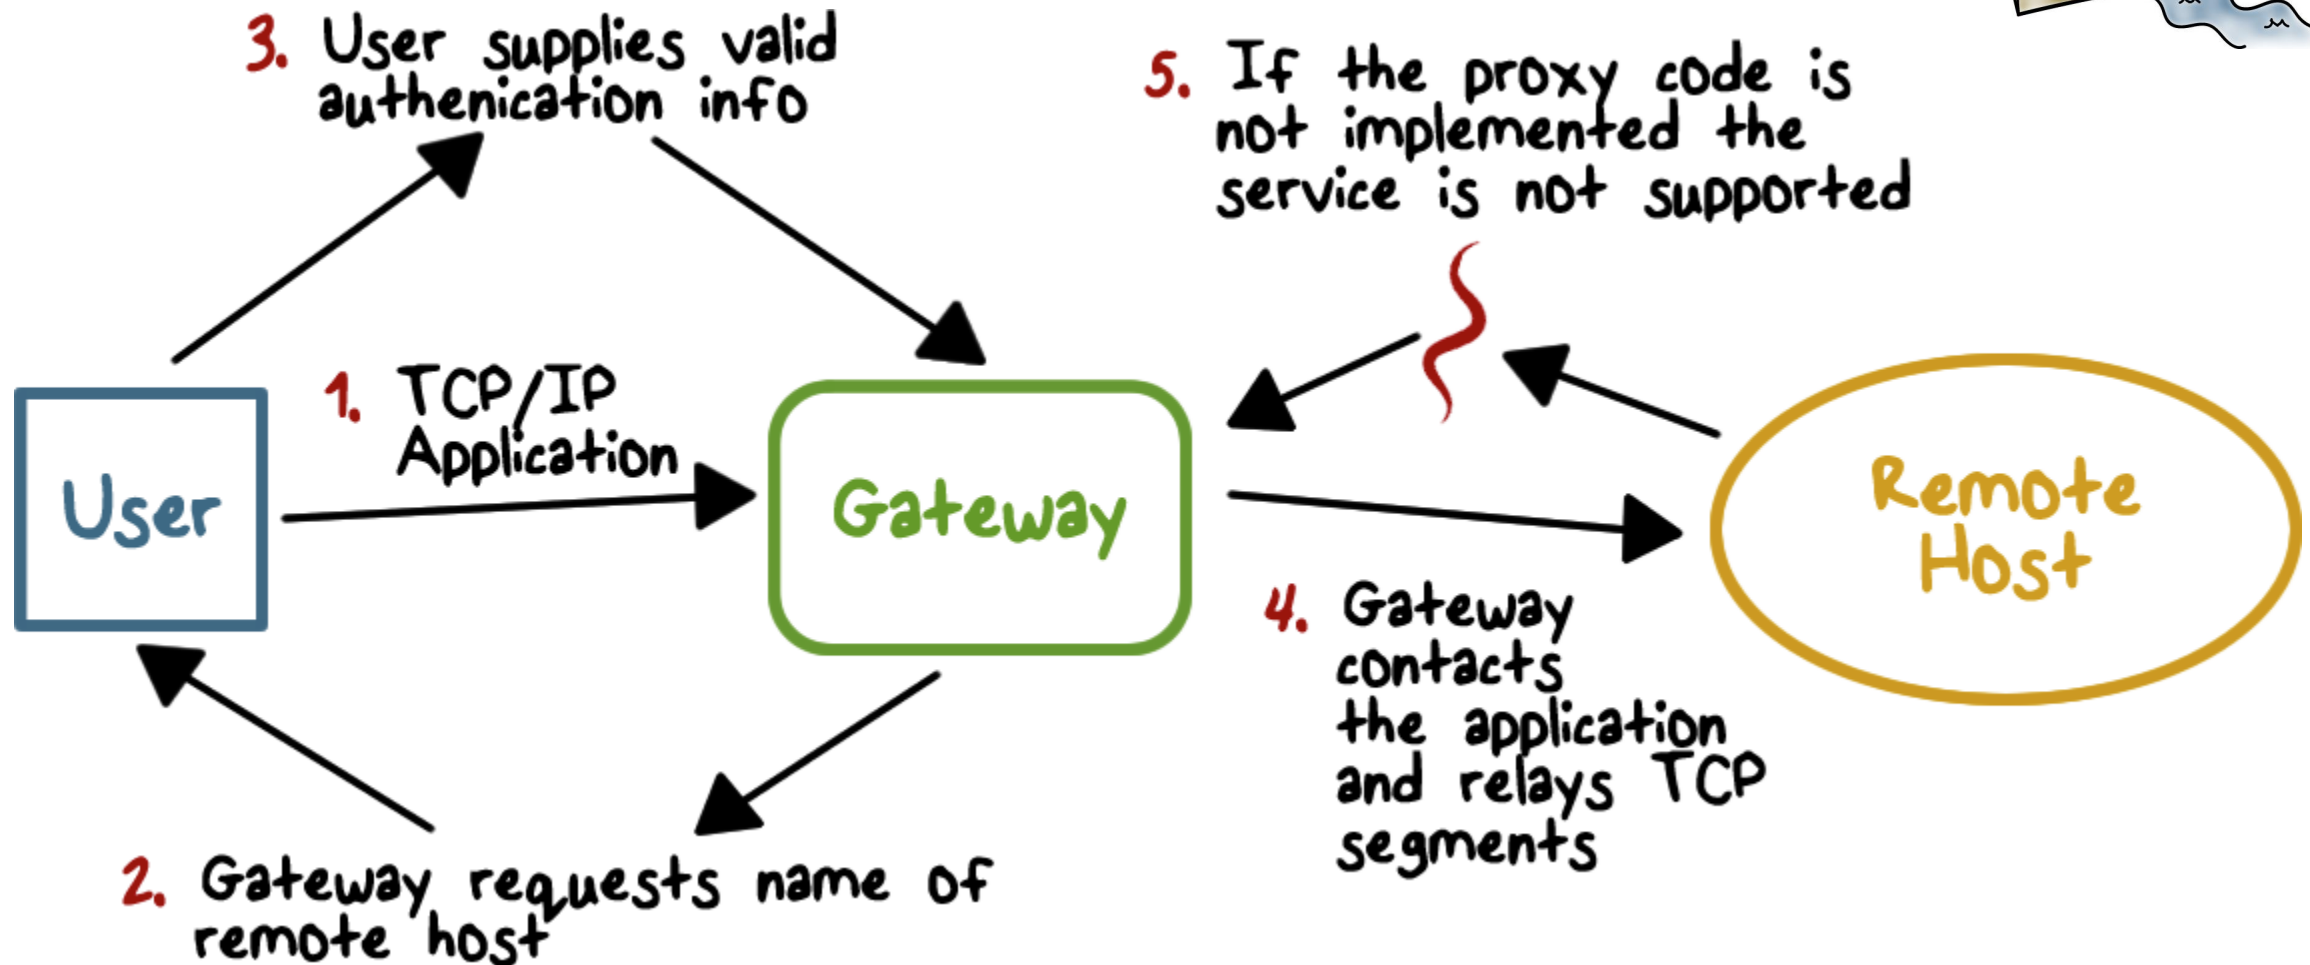 3. User supplies valid
authenication info
5. If the proxy code is
not implemented the
service is not supported
1. TCP/IP
Application
User
Gateway
Remote
Host
4. Gateway
contacts
the application
and relays TCP
segments
2. Gateway requests name of
remote host